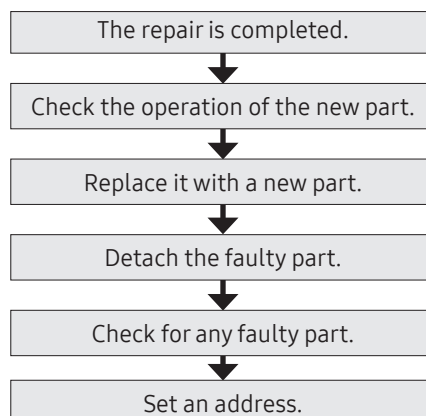 The repair is completed.
Check the operation of the new part.
Replace it with a new part.
Detach the faulty part.
Check for any faulty part.
Set an address.